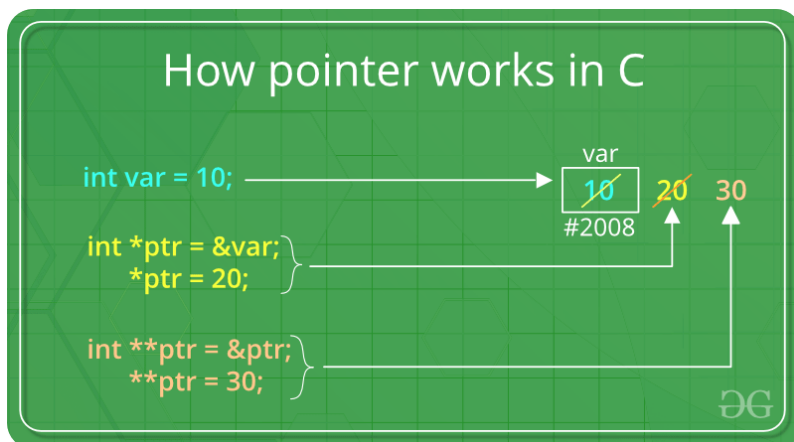 How pointer works in C
var
int var = 10;
10 20 30
#2008
int *ptr = &var;
*ptr = 20;
int **ptr = &ptr;
**ptr = 30;
GG